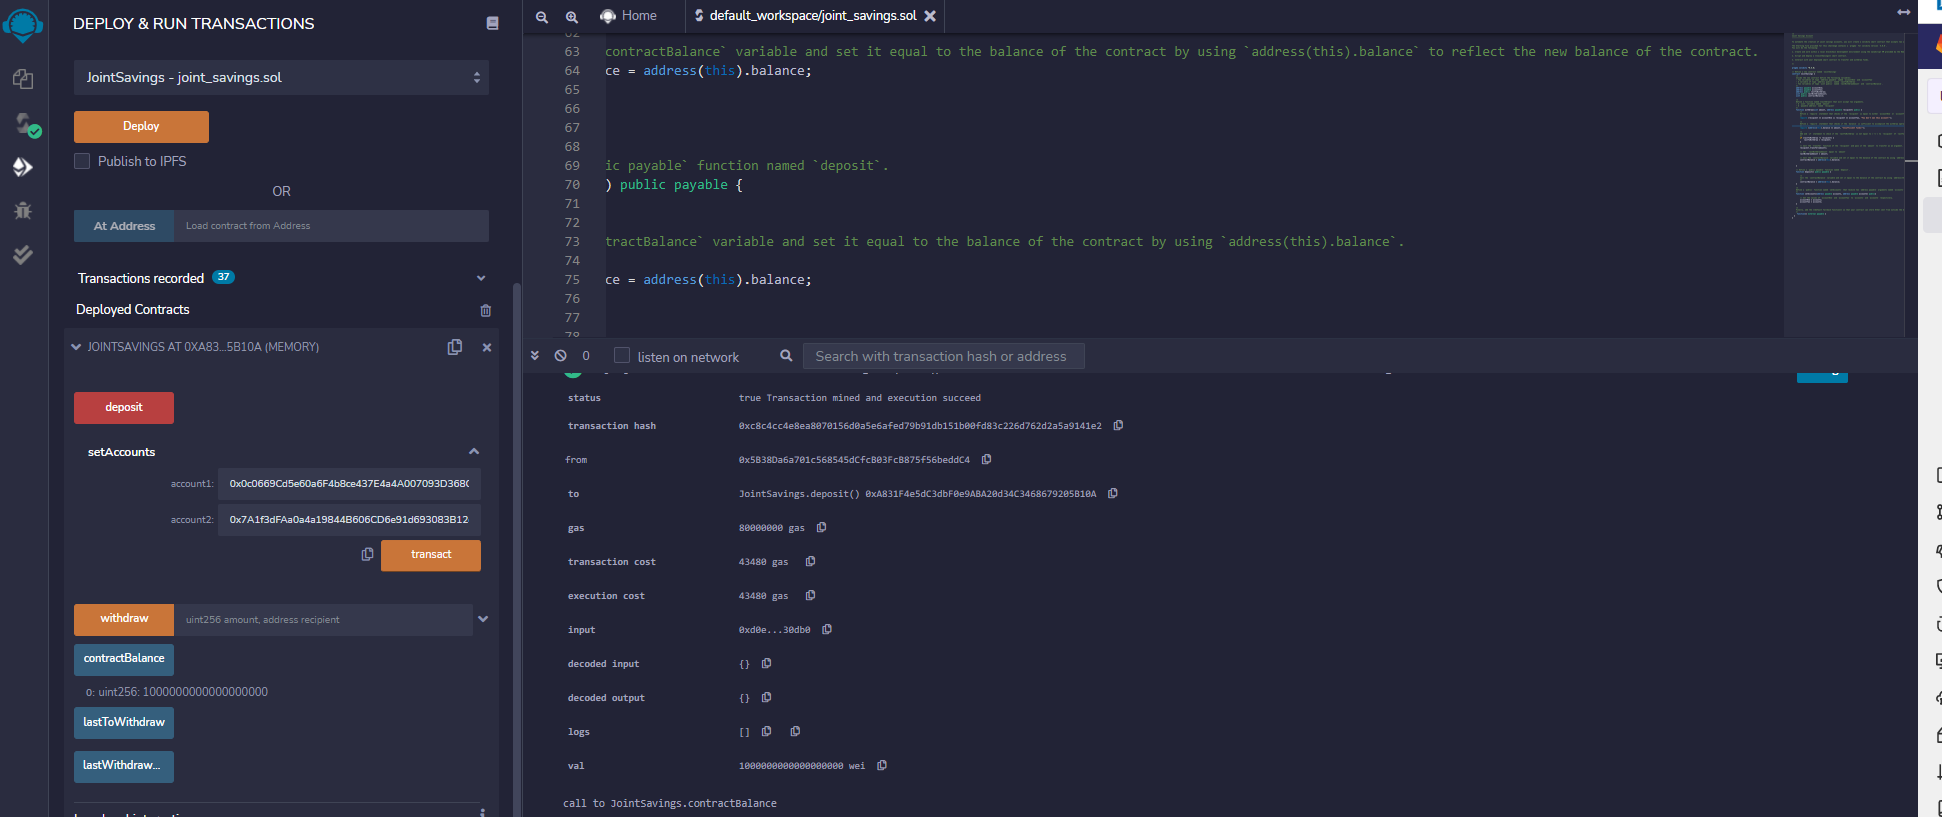 DEPLOY & RUN TRANSACTIONS
JointSavings - joint_savings.sol
Deploy
Publish to IPFS
OR
At Address
Load contract from Address
Transactions recorded 37
Deployed Contracts
JOINTSAVINGS AT 0XA83...5B10A (MEMORY)
deposit
setAccounts
account1: 0x0c0669Cd5e60a6F4b8ce437E4a4A007093D368
account2: 0x7A1f3dFAa0a4a19844B606CD6e91d693083B12
transact
withdraw
uint256 amount, address recipient
contractBalance
0: uint256: 1000000000000000000
lastToWithdraw
lastWithdraw...
Home
default_workspace/joint_savings.sol
62
63 contractBalance` variable and set it equal to the balance of the contract by using `address(this).balance` to reflect the new balance of the contract.
64 ce = address(this).balance;
65
66
67
68
69 ic payable` function named `deposit`.
70 ) public payable {
71
72
73 tractBalance` variable and set it equal to the balance of the contract by using `address(this).balance`.
74
75 ce = address(this).balance;
76
77
78
0
listen on network
Search with transaction hash or address
status true Transaction mined and execution succeed
transaction hash 0xc8c4cc4e8ea8070156d0a5e6afed79b91db151b00fd83c226d762d2a5a9141e2
from 0x5B38Da6a701c568545dCfcB03FcB875f56beddC4
to JointSavings.deposit() 0xA831F4e5dC3dbF0e9ABA20d34C3468679205B10A
gas 80000000 gas
transaction cost 43480 gas
execution cost 43480 gas
input 0xd0e...30db0
decoded input {}
decoded output {}
logs []
val 1000000000000000000 wei
call to JointSavings.contractBalance